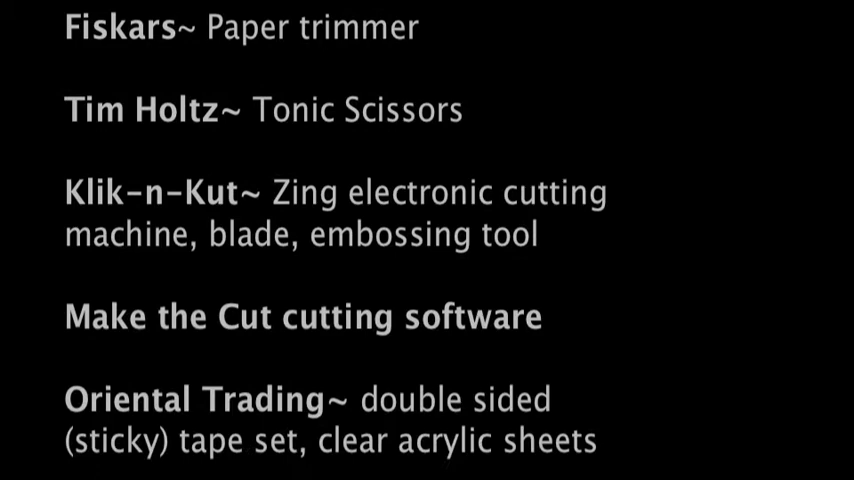 Fiskars~ Paper trimmer
Tim Holtz~ Tonic Scissors
Klik-n-Kut~ Zing electronic cutting
machine, blade, embossing tool
Make the Cut cutting software
Oriental Trading~ double sided
(sticky) tape set, clear acrylic sheets